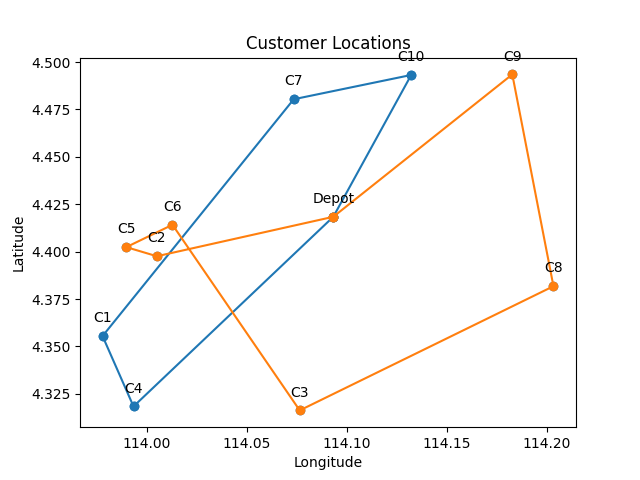 Customer Locations
4.500
4.475
4.450
4.425
4.400
4.375
4.350
4.325
C10
C9
C7
Depot
C6
C5
C2
C8
C1
C4
C3
114.00
114.05
114.10
114.15
114.20
Latitude
Longitude